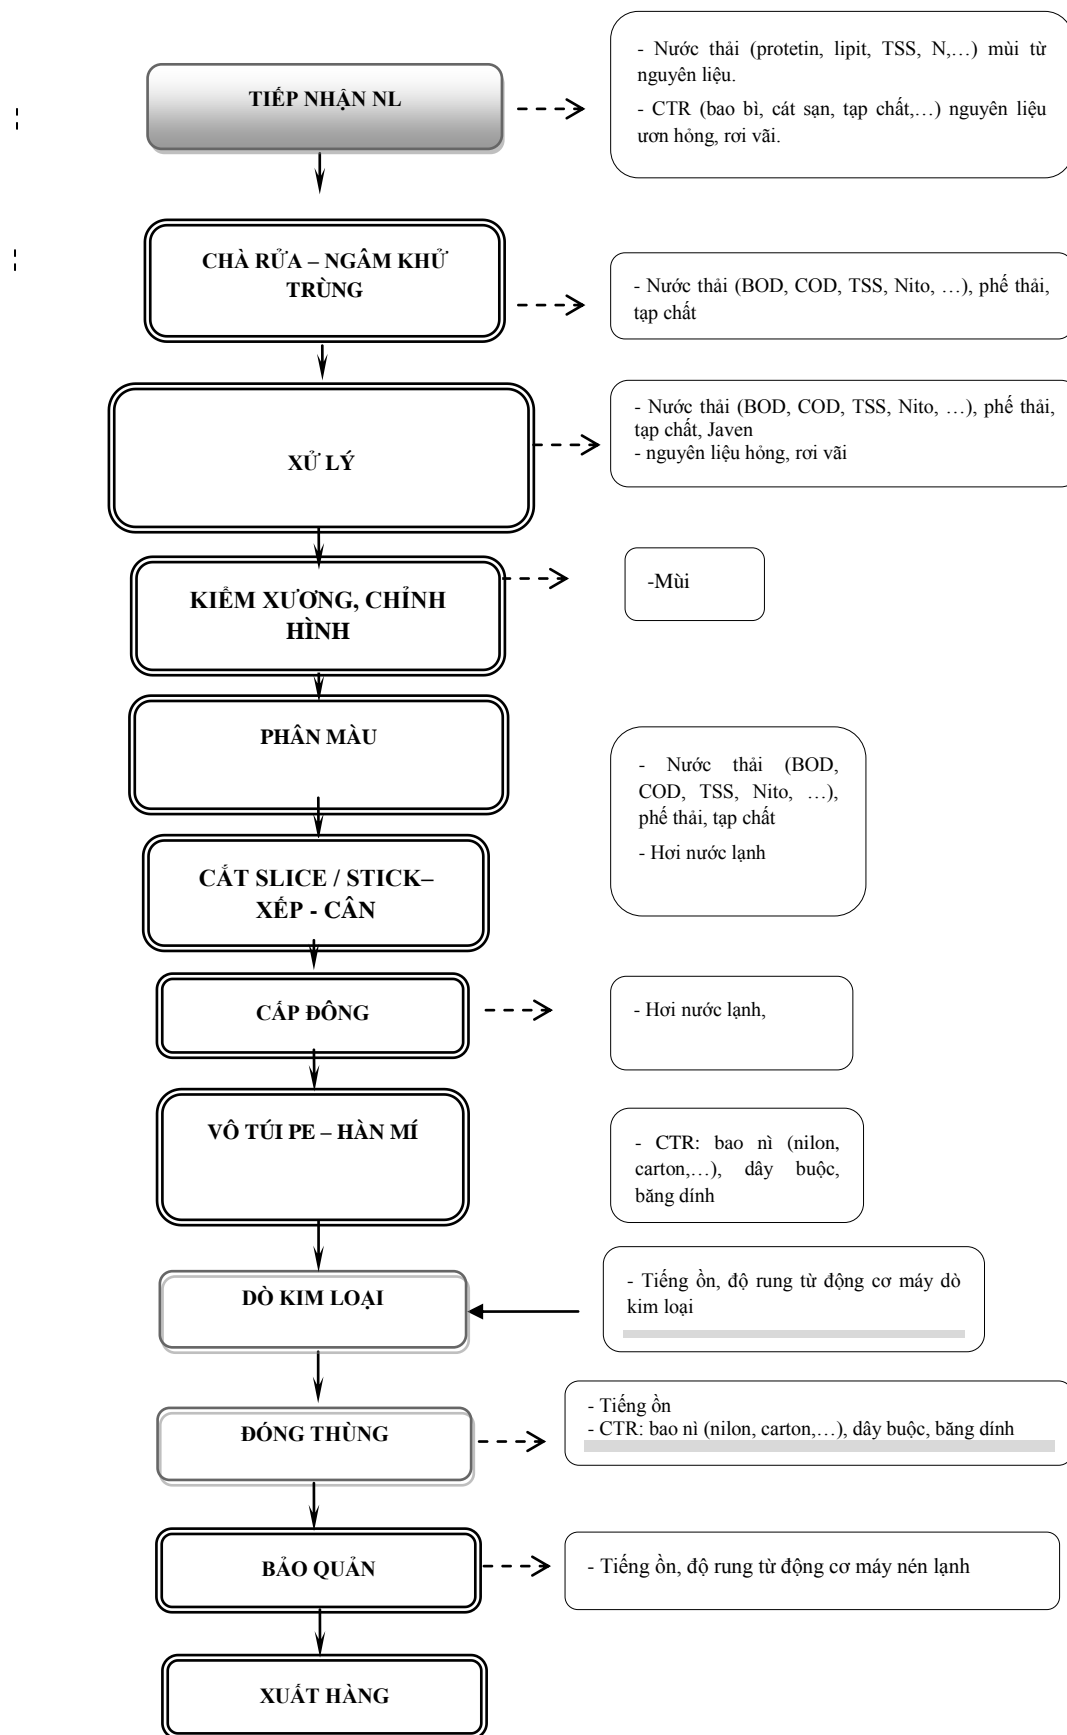 TIẾP NHẬN NL
- Nước thải (protetin, lipit, TSS, N,…) mùi từ
nguyên liệu.
- CTR (bao bì, cát sạn, tạp chất,…) nguyên liệu
ươn hỏng, rơi vãi.
CHÀ RỬA – NGÂM KHỬ
TRÙNG
- Nước thải (BOD, COD, TSS, Nito, …), phế thải,
tạp chất
XỬ LÝ
- Nước thải (BOD, COD, TSS, Nito, …), phế thải,
tạp chất, Javen
- nguyên liệu hỏng, rơi vãi
KIỂM XƯƠNG, CHỈNH
HÌNH
-Mùi
PHÂN MÀU
- Nước thải (BOD,
COD, TSS, Nito, …),
phế thải, tạp chất
- Hơi nước lạnh
CẮT SLICE / STICK–
XẾP - CÂN
CẤP ĐÔNG
- Hơi nước lạnh,
VÔ TÚI PE – HÀN MÍ
- CTR: bao nì (nilon,
carton,…), dây buộc,
băng dính
DÒ KIM LOẠI
- Tiếng ồn, độ rung từ động cơ máy dò
kim loại
ĐÓNG THÙNG
- Tiếng ồn
- CTR: bao nì (nilon, carton,…), dây buộc, băng dính
BẢO QUẢN
- Tiếng ồn, độ rung từ động cơ máy nén lạnh
XUẤT HÀNG